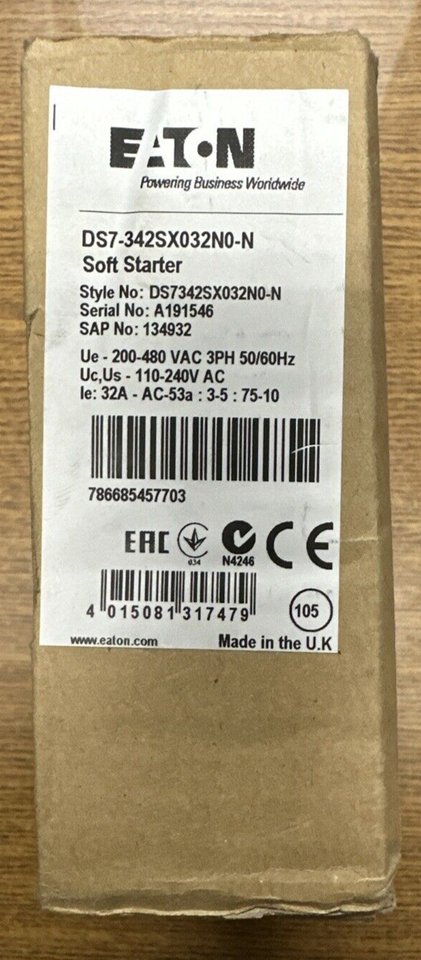 EATON
Powering Business Worldwide
DS7-342SX032N0-N
Soft Starter
Style No: DS7342SX032N0-N
Serial No: A191546
SAP No: 134932
Ue - 200-480 VAC 3PH 50/60Hz
Uc,Us - 110-240V AC
Ie: 32A - AC-53a : 3-5 : 75-10
786685457703
EAC
034
N4246
CE
4 015081 317479
105
www.eaton.com
Made in the U.K